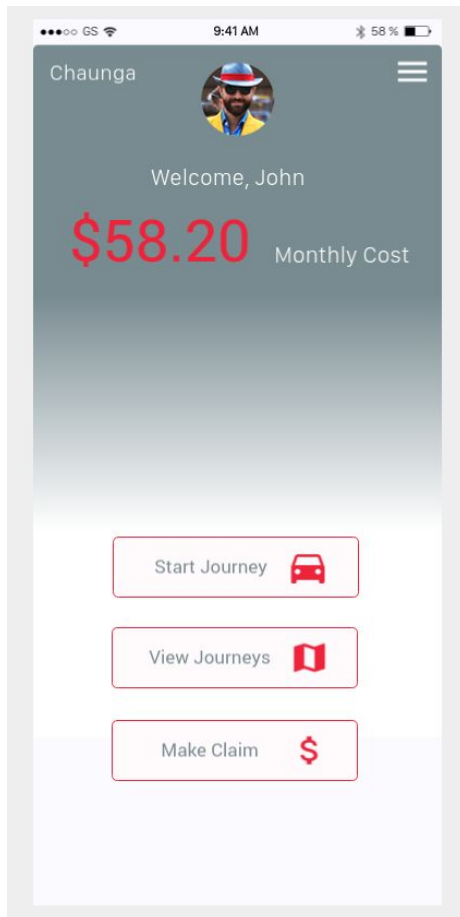 GS 9:41 AM 58 %
Chaunga
Welcome, John
$58.20 Monthly Cost
Start Journey
View Journeys
Make Claim $